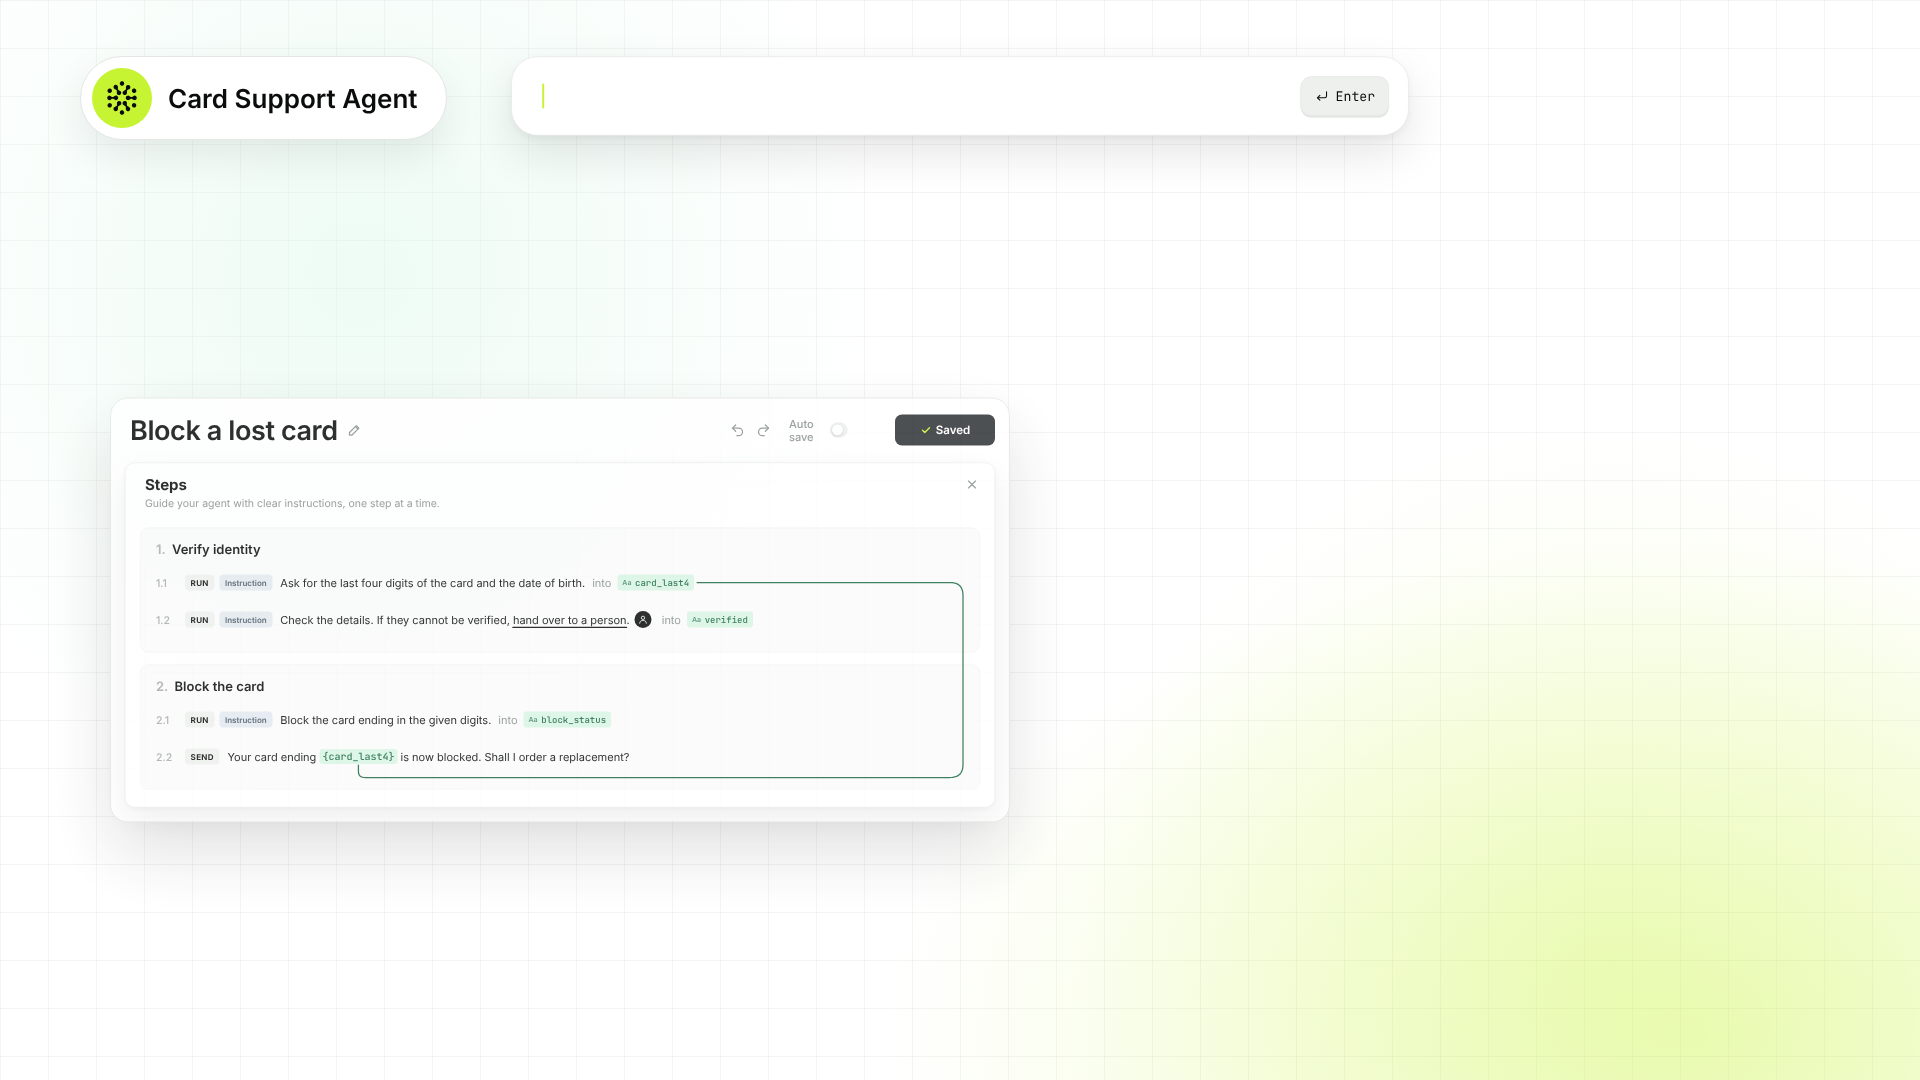 Card Support Agent
Enter
Block a lost card
Auto
save
Saved
Steps
Guide your agent with clear instructions, one step at a time.
1. Verify identity
1.1 RUN Instruction Ask for the last four digits of the card and the date of birth. into Aa card_last4
1.2 RUN Instruction Check the details. If they cannot be verified, hand over to a person. into Aa verified
2. Block the card
2.1 RUN Instruction Block the card ending in the given digits. into Aa block_status
2.2 SEND Your card ending {card_last4} is now blocked. Shall I order a replacement?